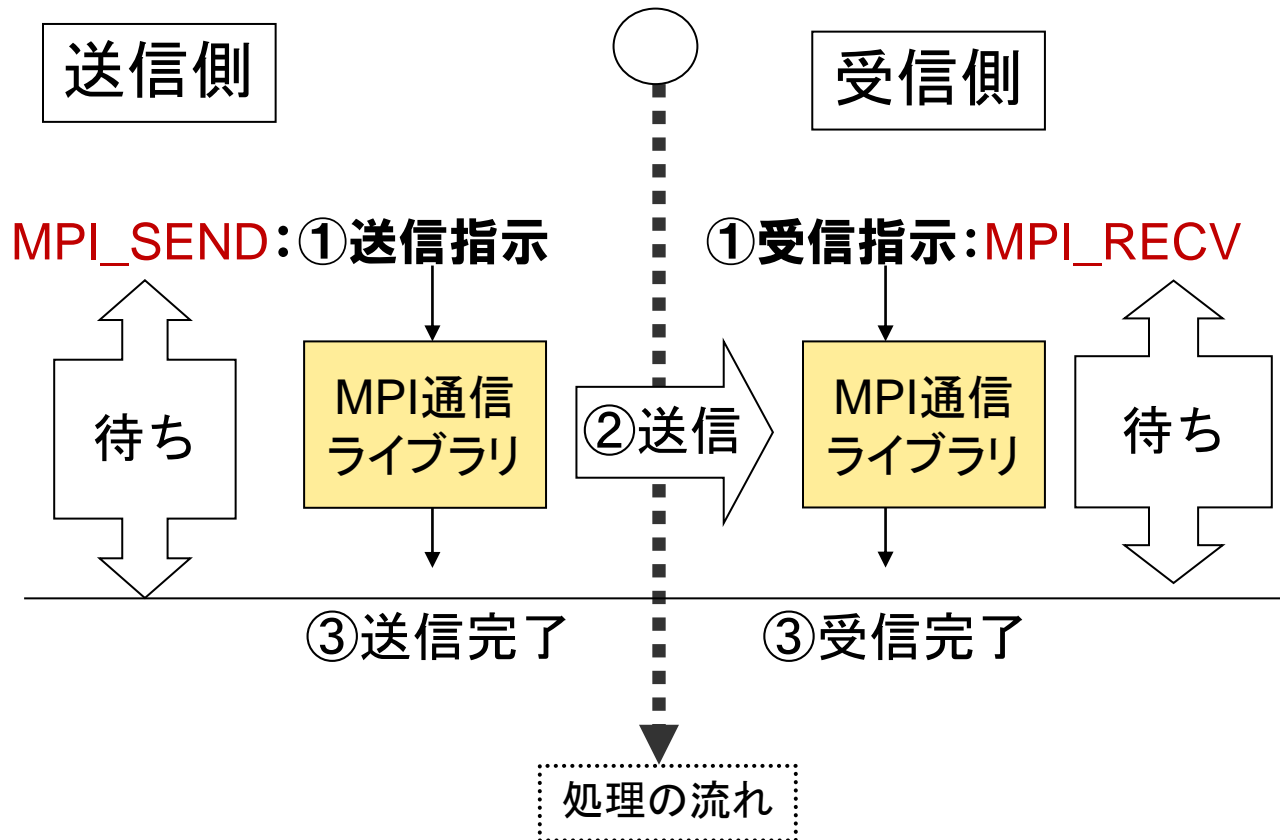 送信側
受信側
MPI_SEND:①送信指示
①受信指示:MPI_RECV
待ち
MPI通信
ライブラリ
②送信
MPI通信
ライブラリ
待ち
③送信完了
③受信完了
処理の流れ